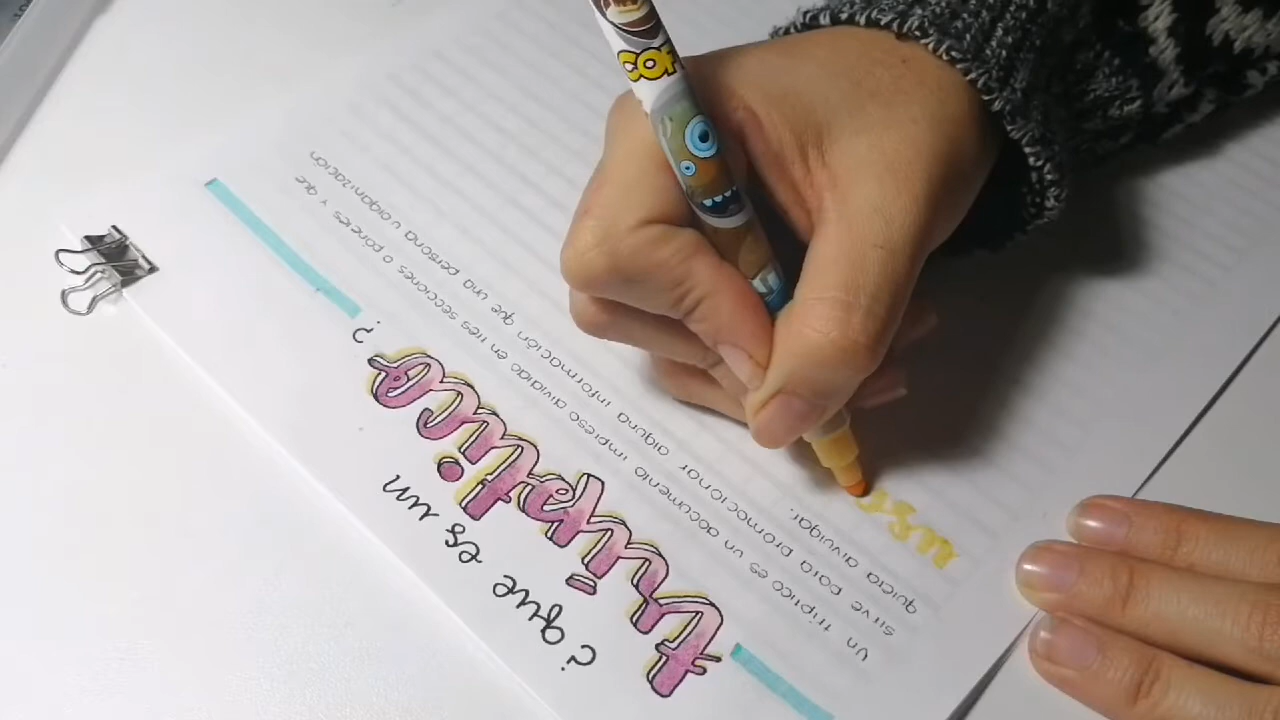 ¿que es un
tríptico
?
Un triptico es un documento impreso dividido en tres secciones o paneles y que
sirve para promocionar alguna información que una persona u organización
quiera divulgar.
COF